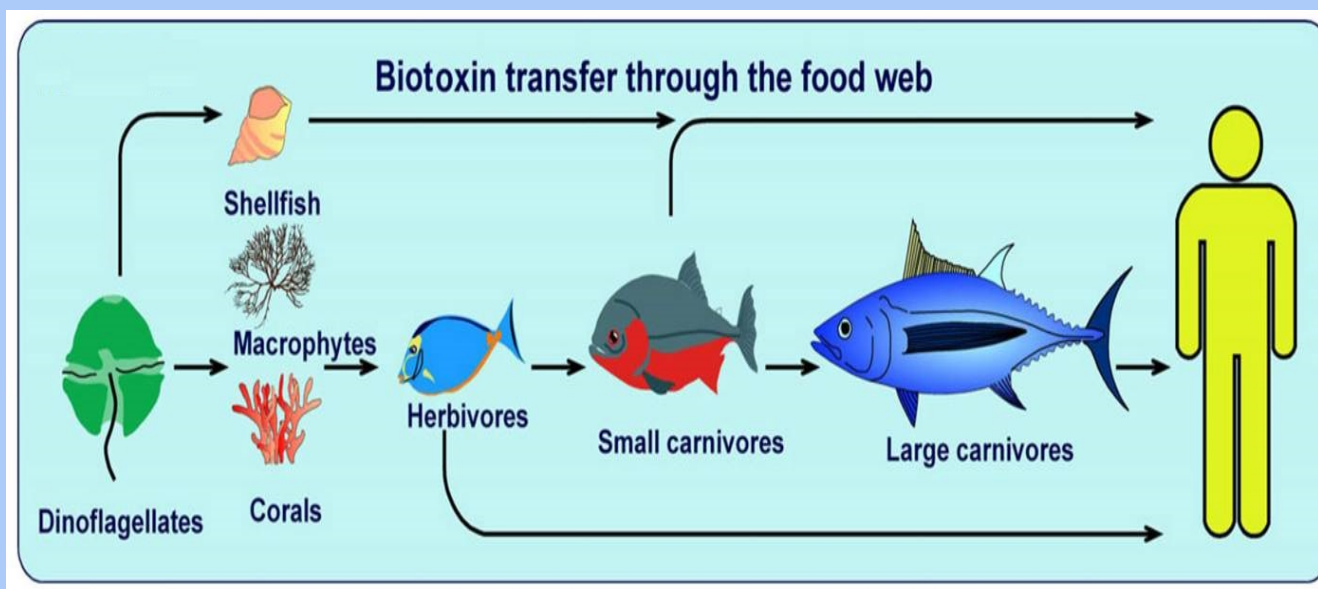 Biotoxin transfer through the food web
Shellfish
Macrophytes
Herbivores
Small carnivores
Large carnivores
Corals
Dinoflagellates